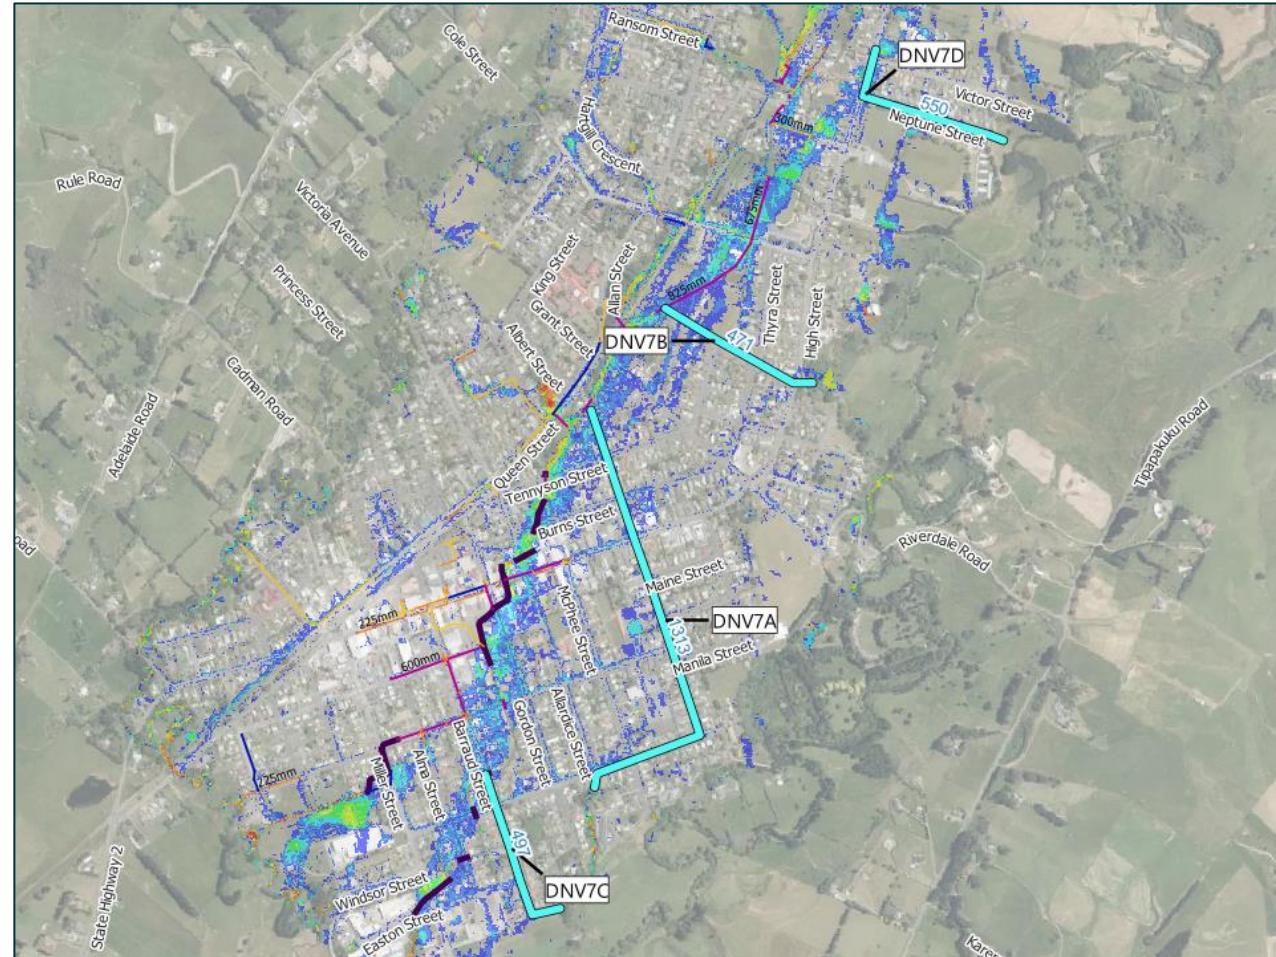 Ransom Street
Cole Street
DNV7D
550
Victor Street
Neptune Street
300mm
Hartgill Crescent
Rule Road
Victoria Avenue
675mm
King Street
Allan Street
Princess Street
Grant Street
825mm
Thyra Street
High Street
DNV7B
471
Albert Street
Cadman Road
Adelaide Road
Tipapakuku Road
Queen Street
Tennyson Street
Burns Street
Riverdale Road
oad
Maine Street
McPhee Street
225mm
DNV7A
1313
600mm
Manila Street
Allardice Street
Gordon Street
Barraud Street
Alma Street
Miller Street
State Highway 2
497
DNV7C
Windsor Street
Easton Street
Karer